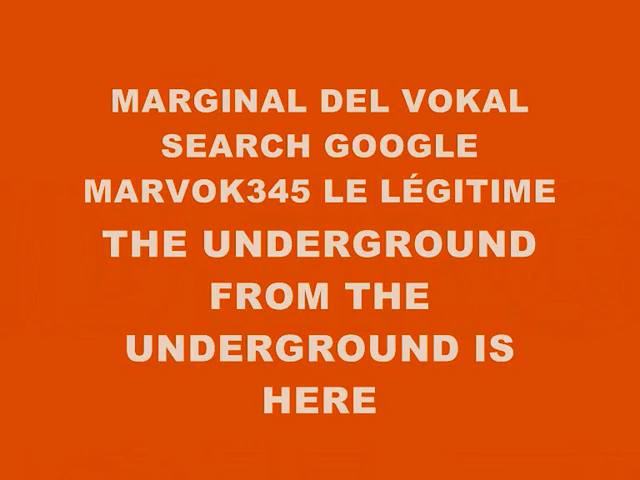 MARGINAL DEL VOKAL
SEARCH GOOGLE
MARVOK345 LE LÉGITIME
THE UNDERGROUND
FROM THE
UNDERGROUND IS
HERE